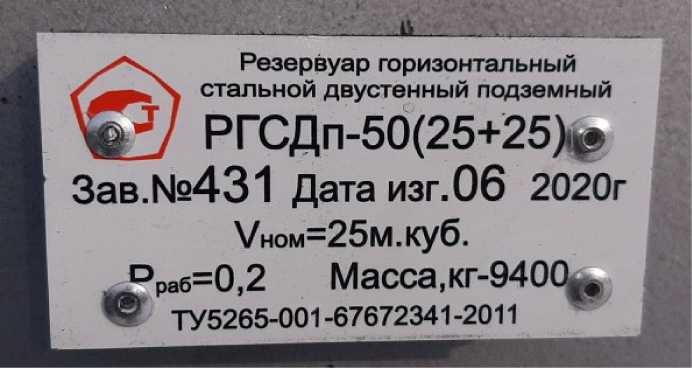 Резервуар горизонтальный
стальной двустенный подземный
РГСДп-50(25+25)
Зав.№431 Дата изг.06 2020г
Vном=25м.куб.
Рраб=0,2 Масса,кг-9400
ТУ5265-001-67672341-2011